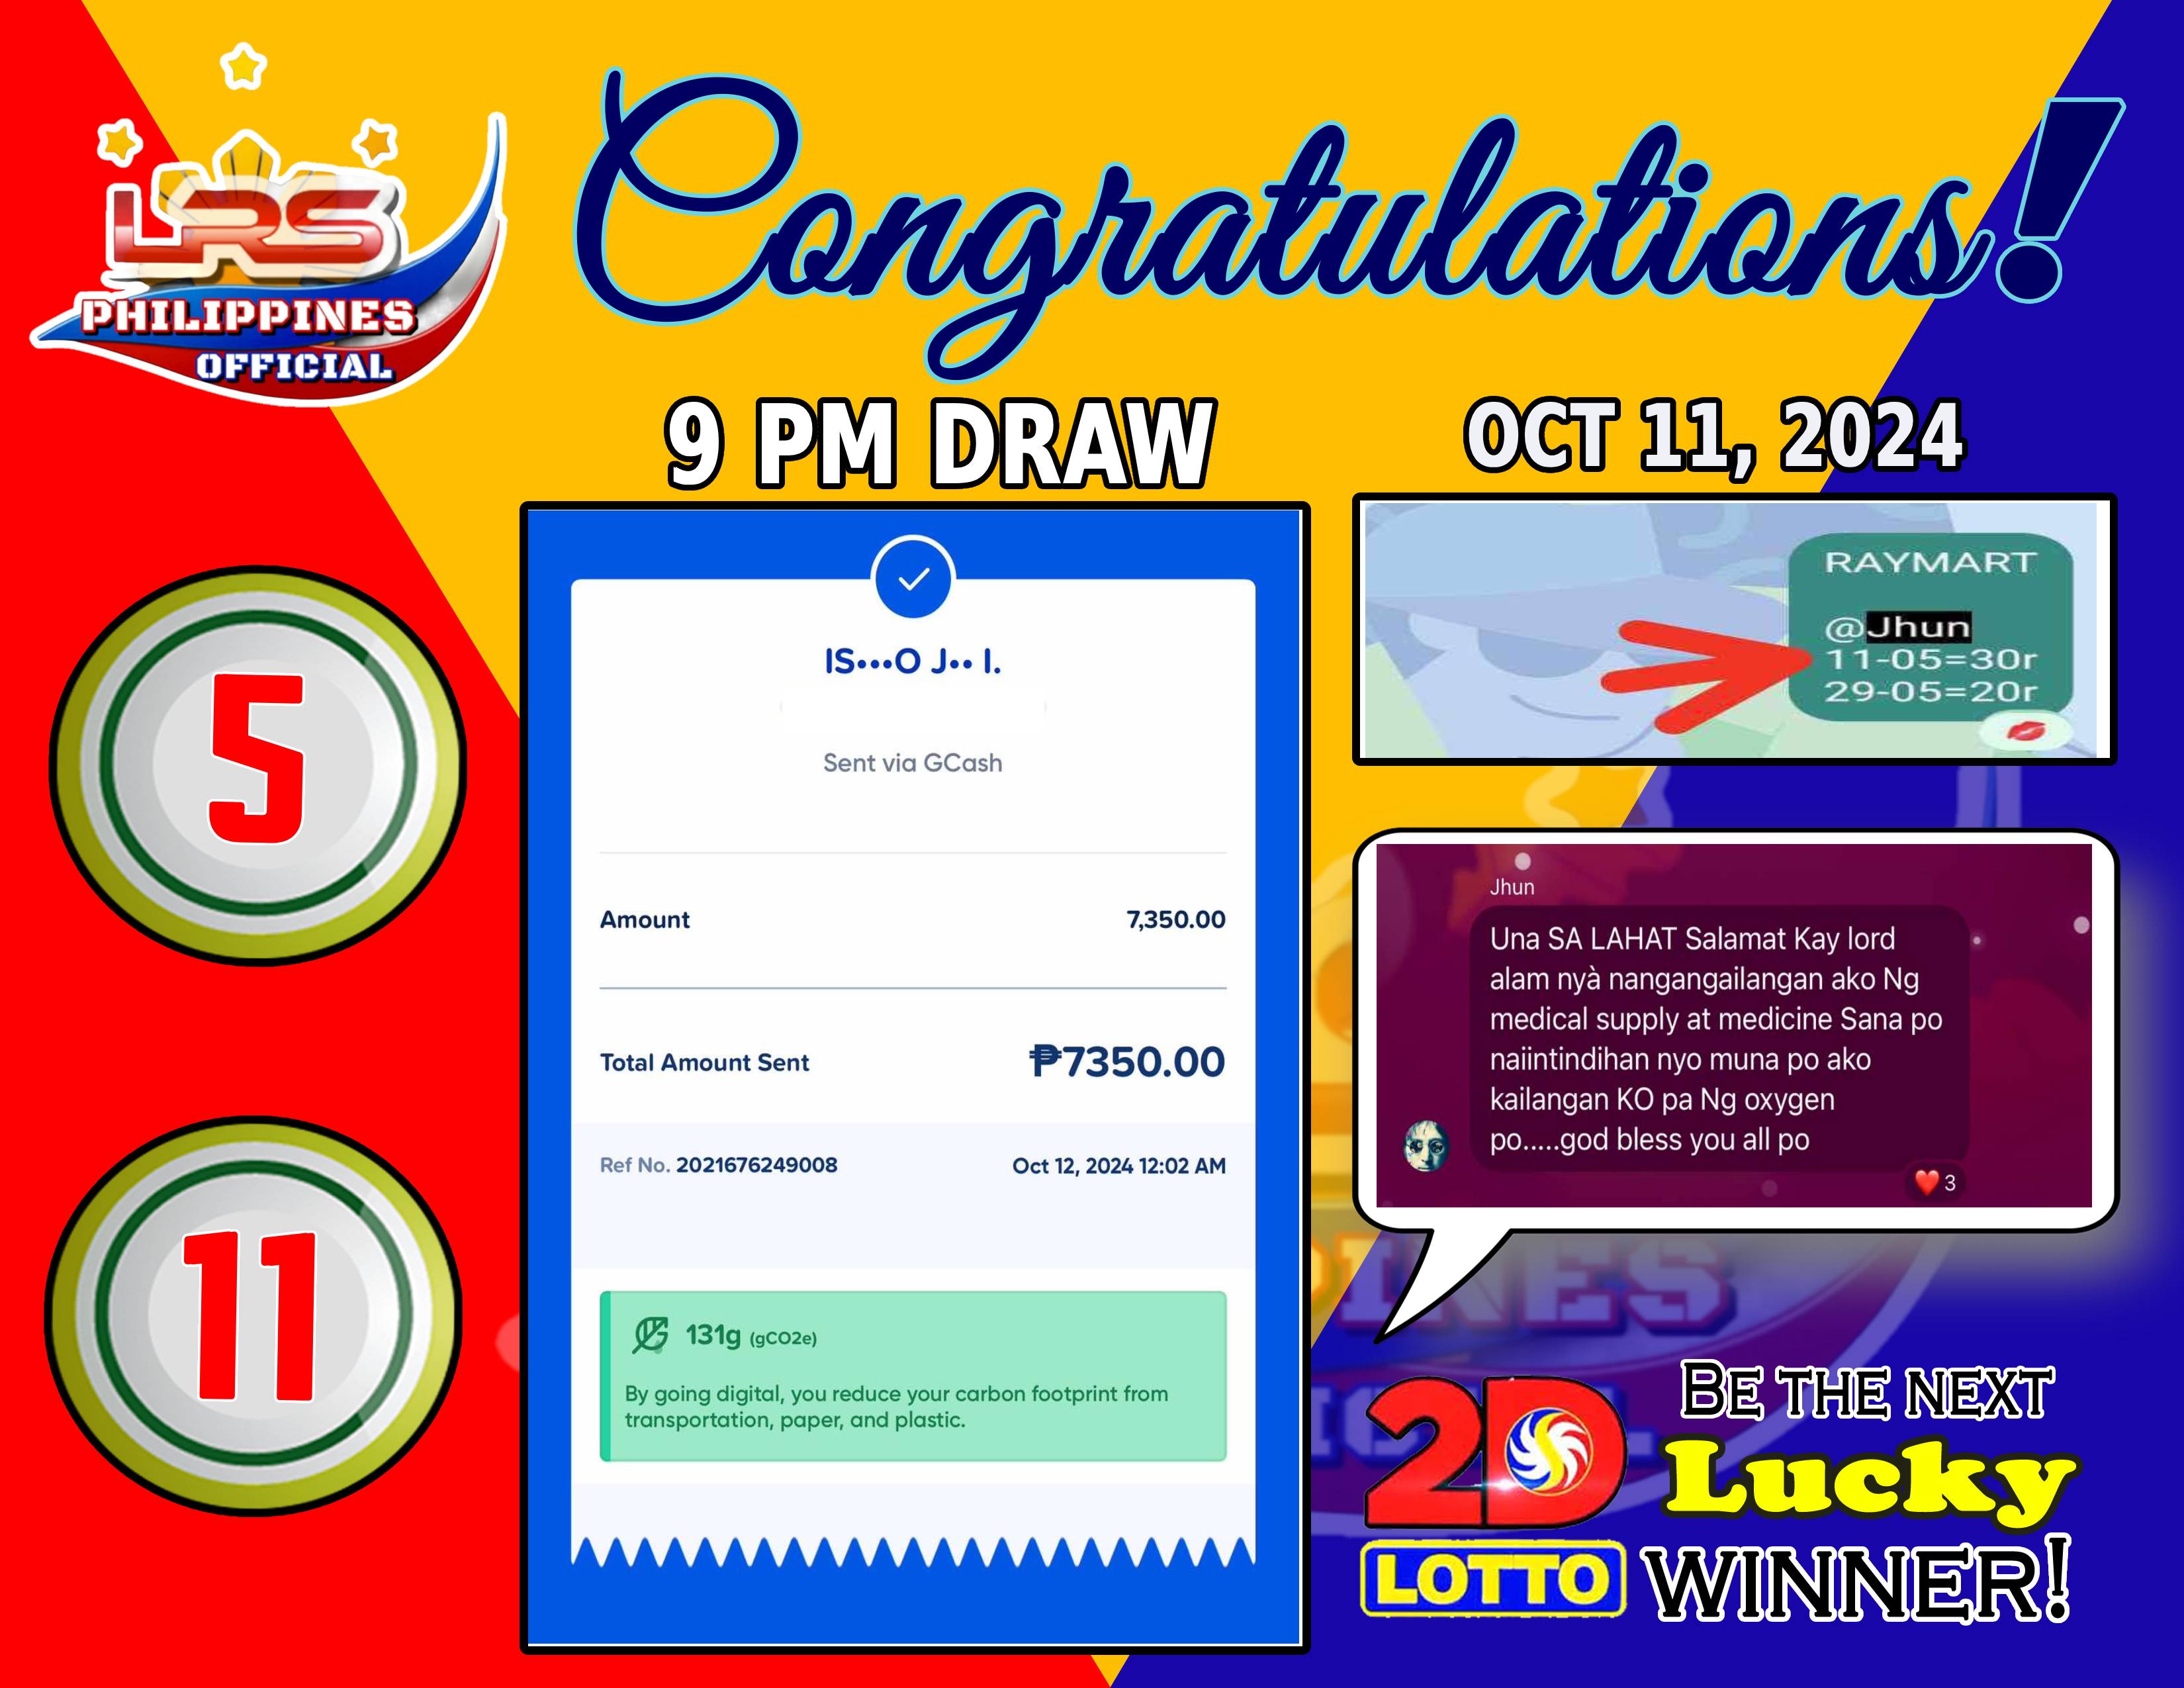 LRS
PHILIPPINES
OFFICIAL
Congratulations!
9 PM DRAW
OCT 11, 2024
5
11
IS•••O J•• I.
Sent via GCash
Amount 7,350.00
Total Amount Sent ₱7350.00
Ref No. 2021676249008 Oct 12, 2024 12:02 AM
131g (gCO2e)
By going digital, you reduce your carbon footprint from
transportation, paper, and plastic.
RAYMART
@Jhun
11-05=30r
29-05=20r
Jhun
Una SA LAHAT Salamat Kay lord
alam nyà nangangailangan ako Ng
medical supply at medicine Sana po
naiintindihan nyo muna po ako
kailangan KO pa Ng oxygen
po.....god bless you all po
3
2D
LOTTO
BE THE NEXT
Lucky
WINNER!